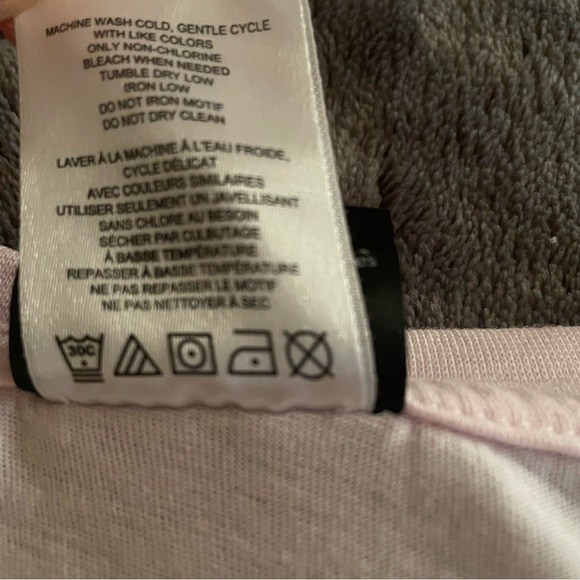 MACHINE WASH COLD, GENTLE CYCLE
WITH LIKE COLORS
ONLY NON-CHLORINE
BLEACH WHEN NEEDED
TUMBLE DRY LOW
IRON LOW
DO NOT IRON MOTIF
DO NOT DRY CLEAN
LAVER À LA MACHINE À L'EAU FROIDE,
CYCLE DÉLICAT
AVEC COULEURS SIMILAIRES
UTILISER SEULEMENT UN JAVELLISANT
SANS CHLORE AU BESOIN
SÉCHER PAR CULBUTAGE
À BASSE TEMPÉRATURE
REPASSER À BASSE TEMPÉRATURE
NE PAS REPASSER LE MOTIF
NE PAS NETTOYER À SEC
30C